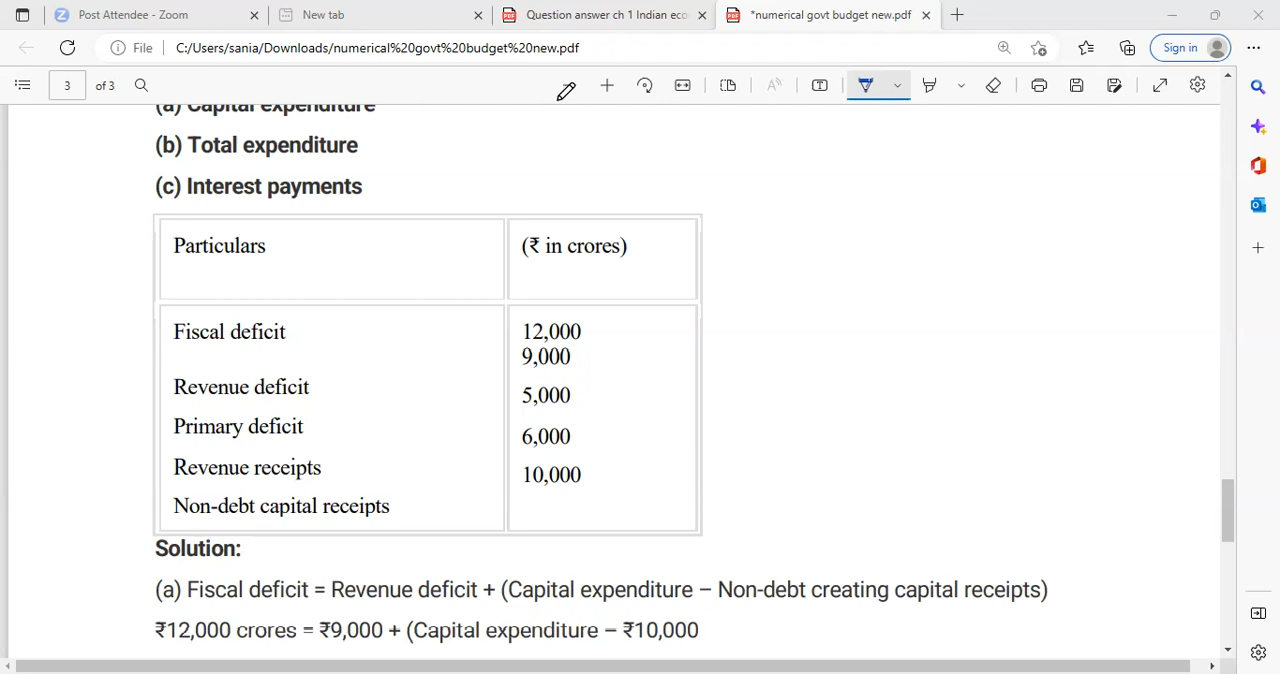 Post Attendee - Zoom
New tab
Question answer ch 1 Indian eco
*numerical govt budget new.pdf
File
C:/Users/sania/Downloads/numerical%20govt%20budget%20new.pdf
Sign in
3
of 3
(a) Capital expenditure
(b) Total expenditure
(c) Interest payments
Particulars
(₹ in crores)
Fiscal deficit
12,000
9,000
Revenue deficit
5,000
Primary deficit
6,000
Revenue receipts
10,000
Non-debt capital receipts
Solution:
(a) Fiscal deficit = Revenue deficit + (Capital expenditure – Non-debt creating capital receipts)
₹12,000 crores = ₹9,000 + (Capital expenditure – ₹10,000